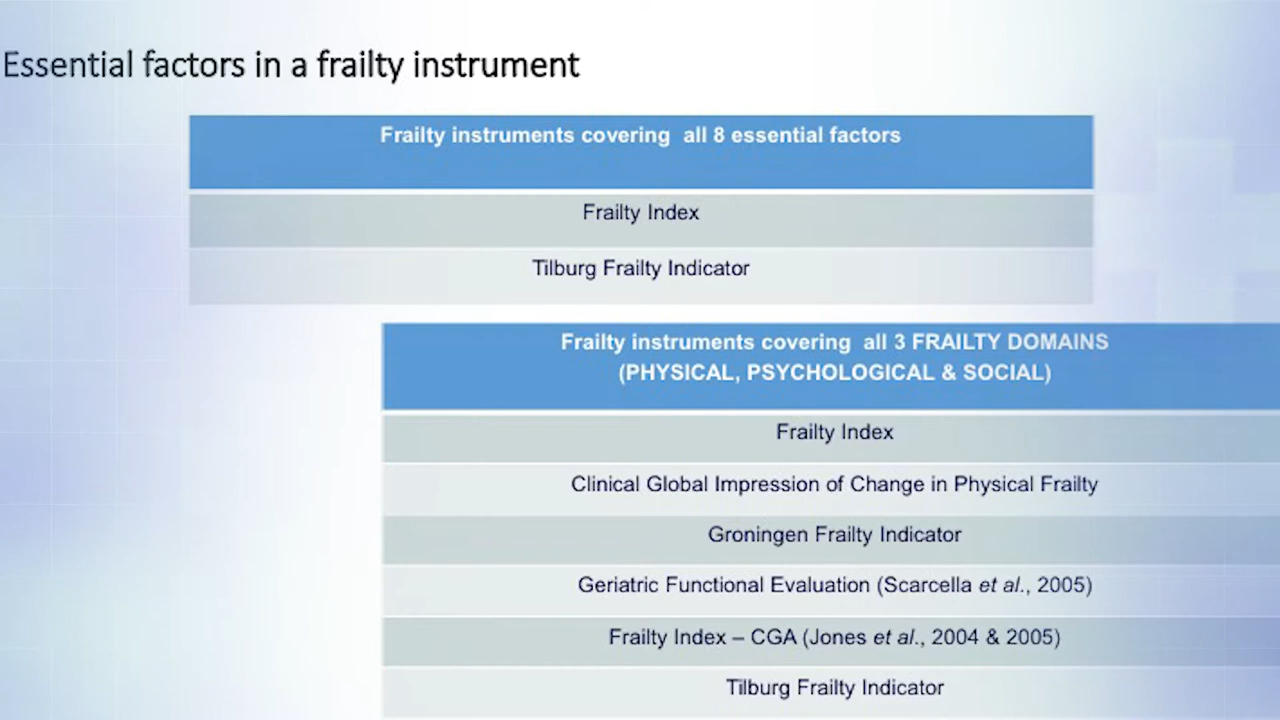 Essential factors in a frailty instrument
Frailty instruments covering all 8 essential factors
Frailty Index
Tilburg Frailty Indicator
Frailty instruments covering all 3 FRAILTY DOMAINS
(PHYSICAL, PSYCHOLOGICAL & SOCIAL)
Frailty Index
Clinical Global Impression of Change in Physical Frailty
Groningen Frailty Indicator
Geriatric Functional Evaluation (Scarcella et al., 2005)
Frailty Index – CGA (Jones et al., 2004 & 2005)
Tilburg Frailty Indicator